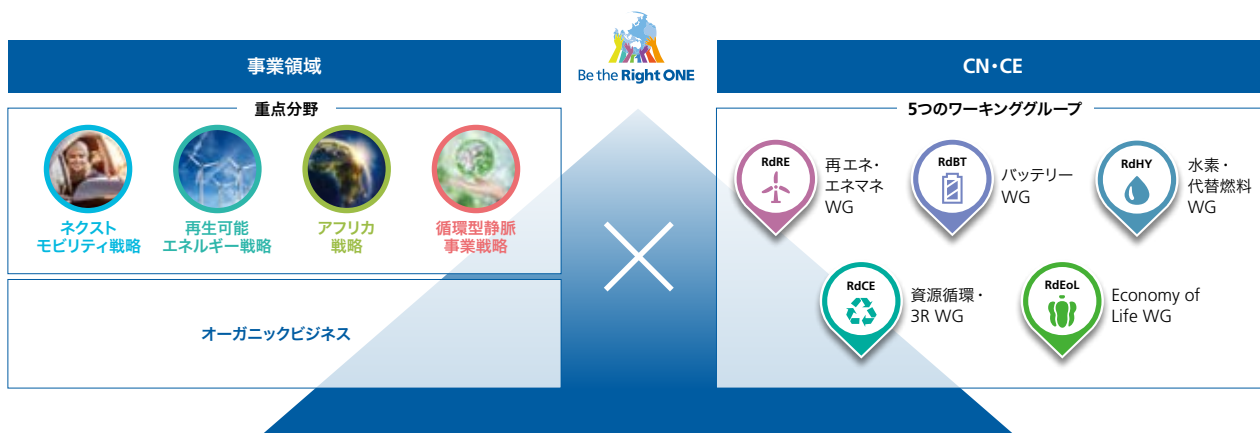 Be the Right ONE
事業領域
重点分野
ネクスト
モビリティ戦略
再生可能
エネルギー戦略
アフリカ
戦略
循環型静脈
事業戦略
オーガニックビジネス
×
CN・CE
5つのワーキンググループ
RdRE
再エネ・
エネマネ
WG
RdBT
バッテリー
WG
RdHY
水素・
代替燃料
WG
RdCE
資源循環・
3R WG
RdEoL
Economy of
Life WG